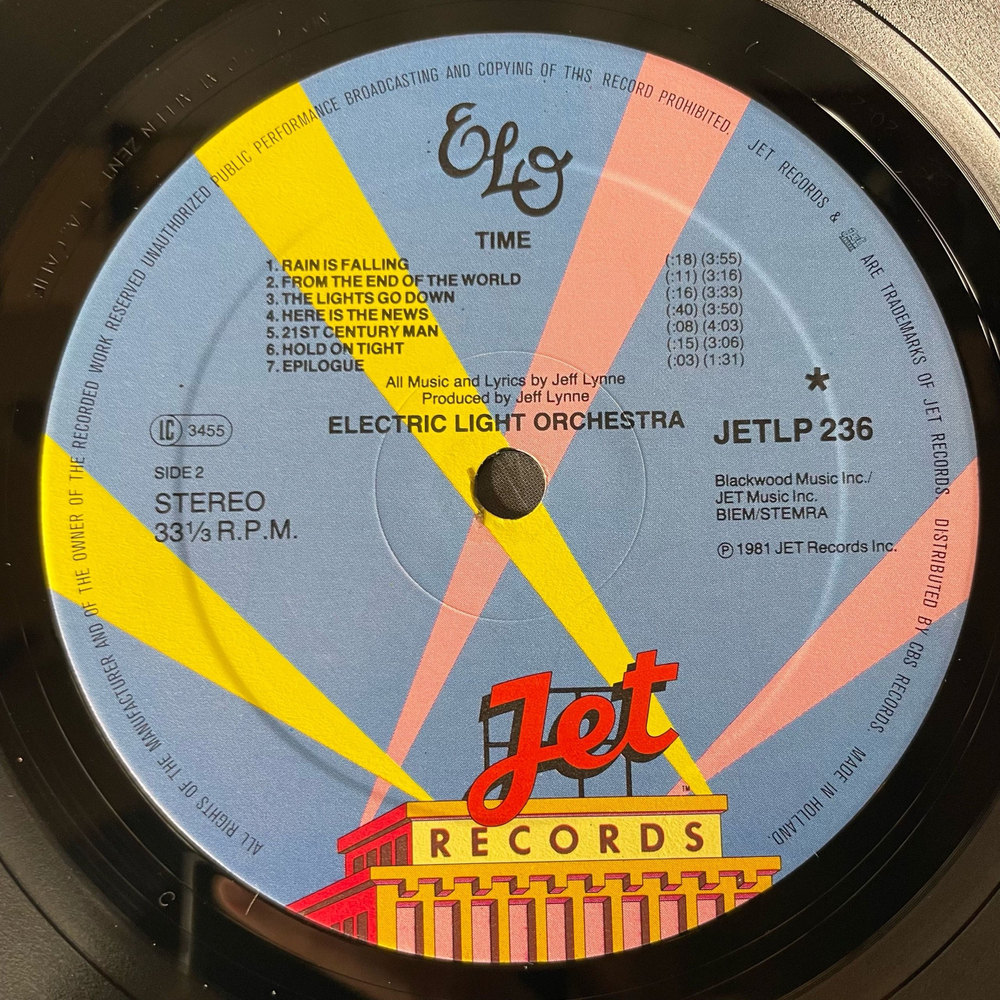 ALL RIGHTS OF THE MANUFACTURER AND OF THE OWNER OF THE RECORDED WORK RESERVED UNAUTHORIZED PUBLIC PERFORMANCE BROADCASTING AND COPYING OF THIS RECORD PROHIBITED.
JET RECORDS & ARE TRADEMARKS OF JET RECORDS DISTRIBUTED BY CBS RECORDS. MADE IN HOLLAND.
ELO
TIME
1. RAIN IS FALLING (:18) (3:55)
2. FROM THE END OF THE WORLD (:11) (3:16)
3. THE LIGHTS GO DOWN (:16) (3:33)
4. HERE IS THE NEWS (:40) (3:50)
5. 21ST CENTURY MAN (:08) (4:03)
6. HOLD ON TIGHT (:15) (3:06)
7. EPILOGUE (:03) (1:31)
All Music and Lyrics by Jeff Lynne
Produced by Jeff Lynne
ELECTRIC LIGHT ORCHESTRA
*
JETLP 236
LC 3455
SIDE 2
STEREO
33⅓ R.P.M.
Blackwood Music Inc./
JET Music Inc.
BIEM/STEMRA
℗ 1981 JET Records Inc.
Jet
TM
RECORDS